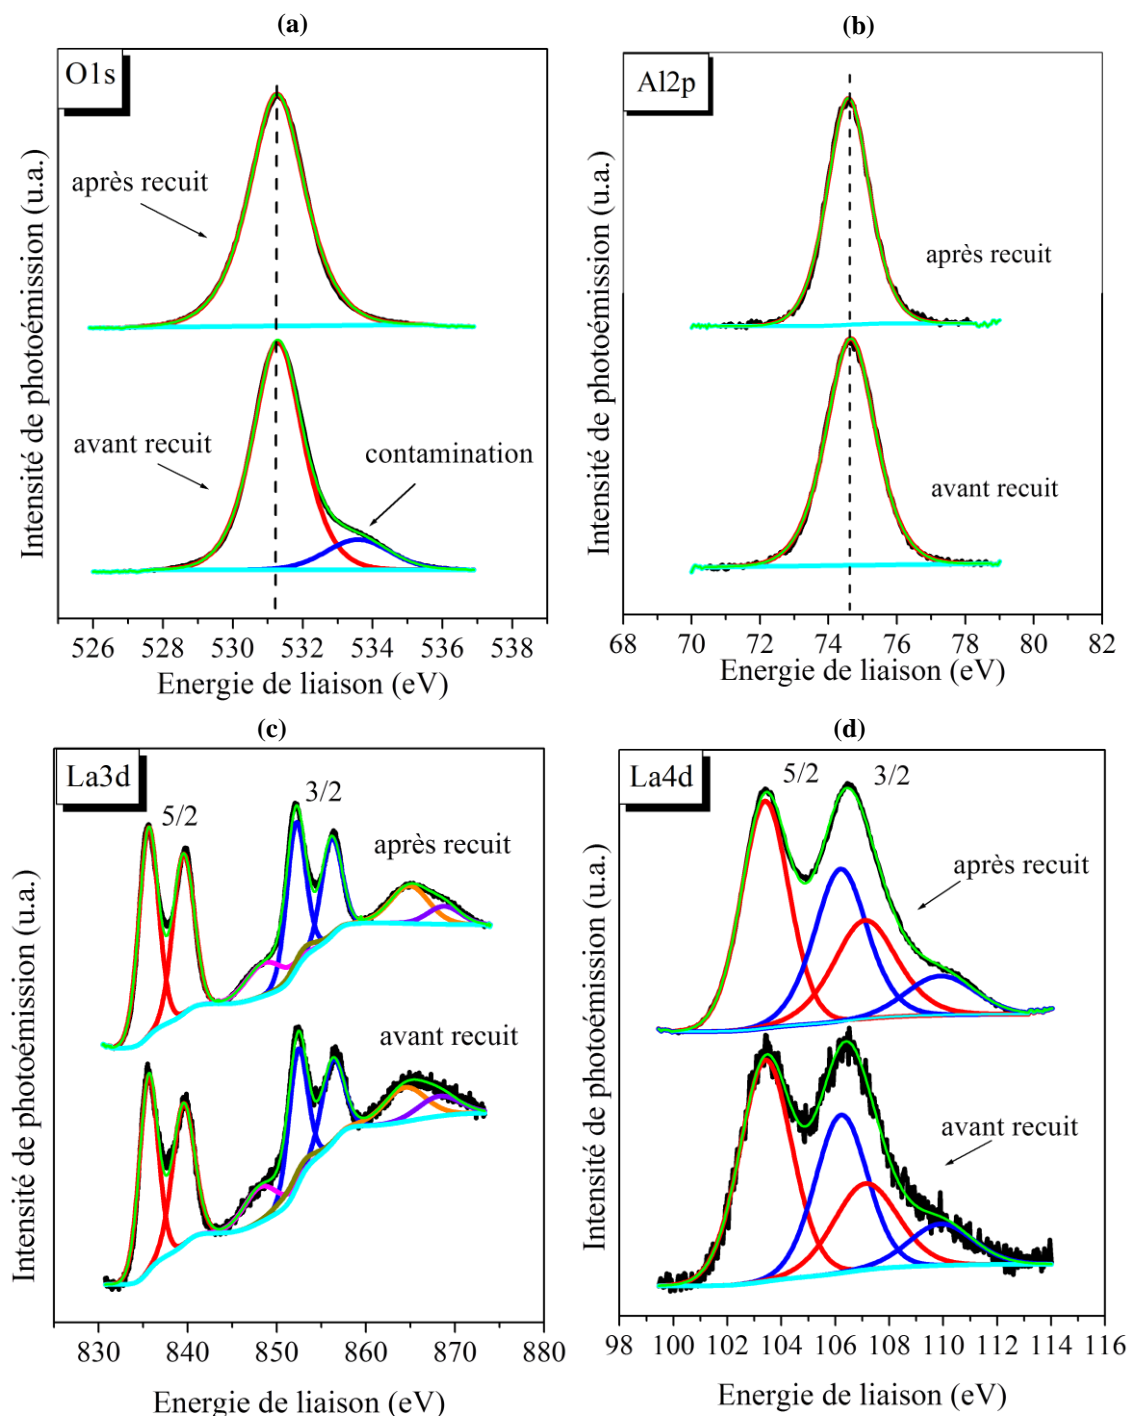 (a)
O1s
après recuit
avant recuit
contamination
Intensité de photoémission (u.a.)
526 528 530 532 534 536 538
Energie de liaison (eV)
(b)
Al2p
après recuit
avant recuit
Intensité de photoémission (u.a.)
68 70 72 74 76 78 80 82
Energie de liaison (eV)
(c)
La3d
5/2
3/2
après recuit
avant recuit
Intensité de photoémission (u.a.)
830 840 850 860 870 880
Energie de liaison (eV)
(d)
La4d
5/2 3/2
après recuit
avant recuit
Intensité de photoémission (u.a.)
98 100 102 104 106 108 110 112 114 116
Energie de liaison (eV)